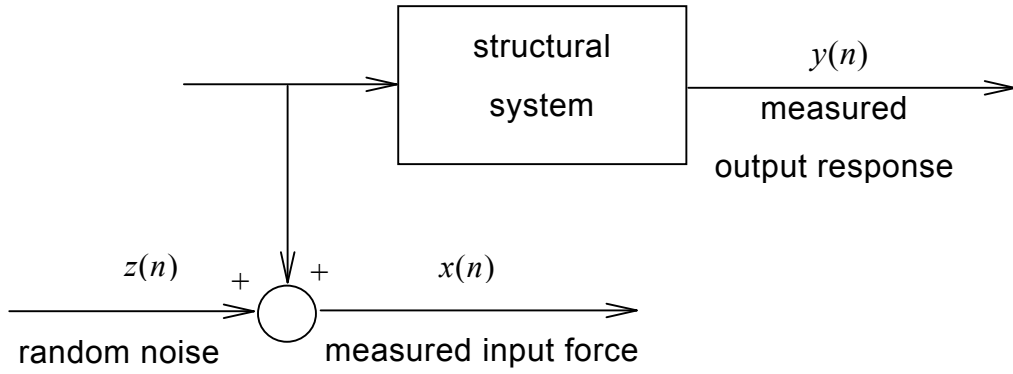 structural
system
y(n)
measured
output response
z(n)
+
+
x(n)
random noise
measured input force